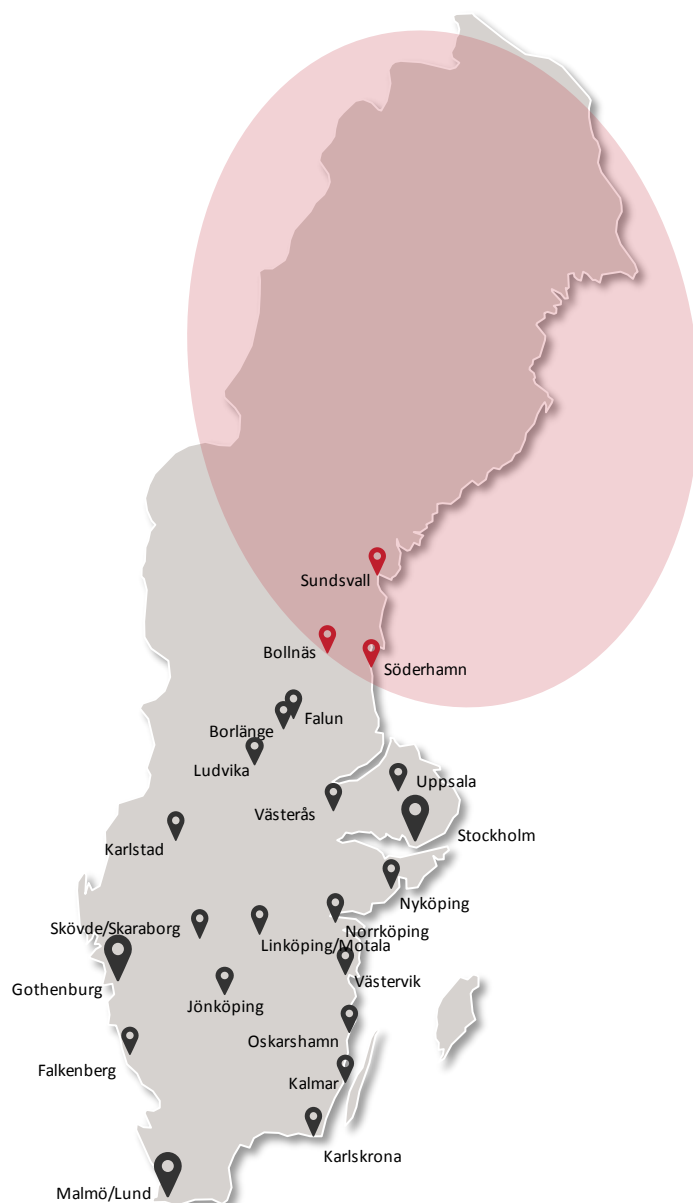 Sundsvall
Bollnäs
Söderhamn
Falun
Borlänge
Ludvika
Uppsala
Västerås
Stockholm
Karlstad
Nyköping
Skövde/Skaraborg
Norrköping
Linköping/Motala
Västervik
Gothenburg
Jönköping
Oskarshamn
Falkenberg
Kalmar
Karlskrona
Malmö/Lund